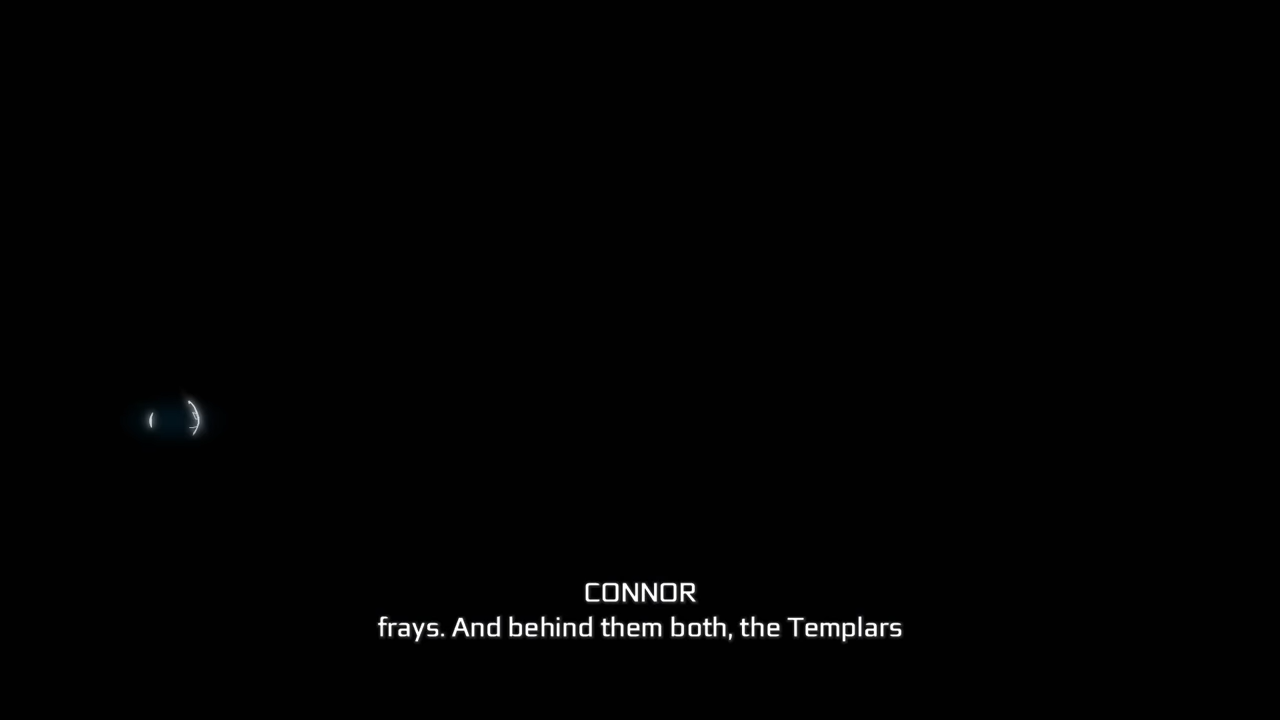 CONNOR
frays. And behind them both, the Templars